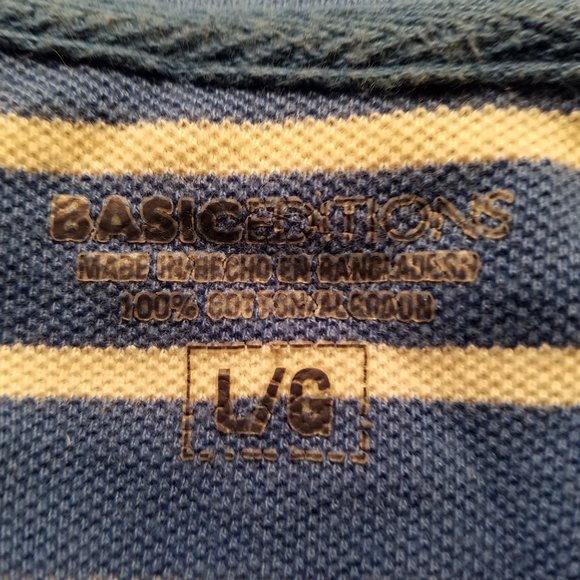 BASICEDITIONS
MADE IN/HECHO EN BANGLADESH
100% COTTON/ALGODON
L/G